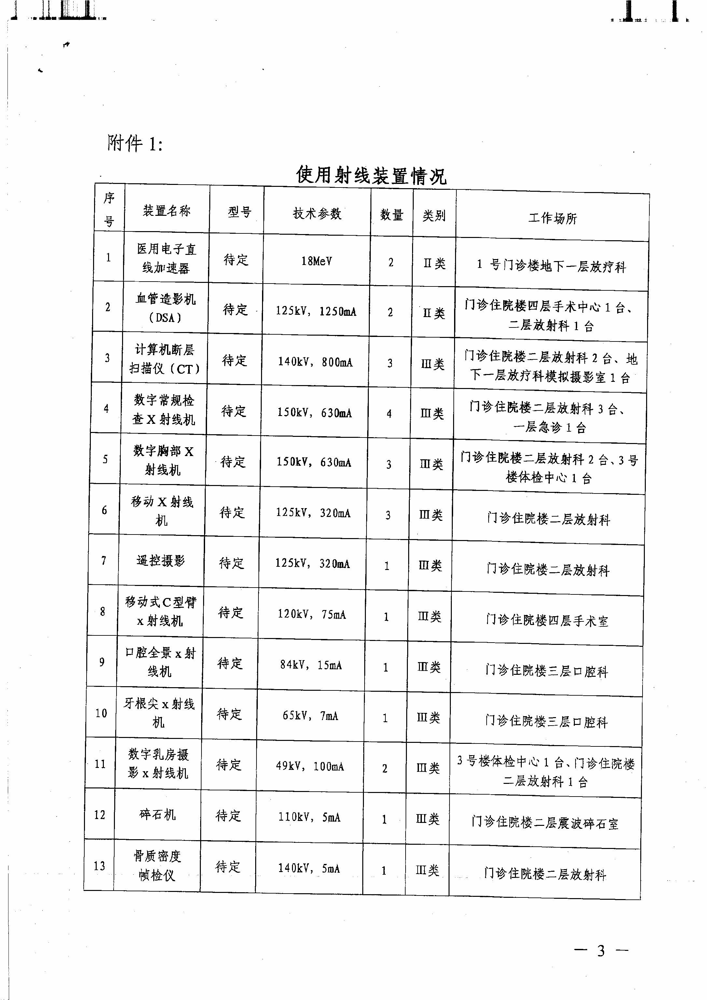 附件 1:
使用射线装置情况
序号 装置名称 型号 技术参数 数量 类别 工作场所
1 医用电子直线加速器 待定 18MeV 2 Ⅱ类 1 号门诊楼地下一层放疗科
2 血管造影机（DSA） 待定 125kV, 1250mA 2 Ⅱ类 门诊住院楼四层手术中心 1 台、二层放射科 1 台
3 计算机断层扫描仪（CT） 待定 140kV, 800mA 3 Ⅲ类 门诊住院楼二层放射科 2 台、地下一层放疗科模拟摄影室 1 台
4 数字常规检查 X 射线机 待定 150kV, 630mA 4 Ⅲ类 门诊住院楼二层放射科 3 台、一层急诊 1 台
5 数字胸部 X 射线机 待定 150kV, 630mA 3 Ⅲ类 门诊住院楼二层放射科 2 台、3 号楼体检中心 1 台
6 移动 X 射线机 待定 125kV, 320mA 3 Ⅲ类 门诊住院楼二层放射科
7 遥控摄影 待定 125kV, 320mA 1 Ⅲ类 门诊住院楼二层放射科
8 移动式C型臂 x 射线机 待定 120kV, 75mA 1 Ⅲ类 门诊住院楼四层手术室
9 口腔全景 x 射线机 待定 84kV, 15mA 1 Ⅲ类 门诊住院楼三层口腔科
10 牙根尖 x 射线机 待定 65kV, 7mA 1 Ⅲ类 门诊住院楼三层口腔科
11 数字乳房摄影 x 射线机 待定 49kV, 100mA 2 Ⅲ类 3 号楼体检中心 1 台、门诊住院楼二层放射科 1 台
12 碎石机 待定 110kV, 5mA 1 Ⅲ类 门诊住院楼二层震波碎石室
13 骨质密度帧检仪 待定 140kV, 5mA 1 Ⅲ类 门诊住院楼二层放射科
— 3 —